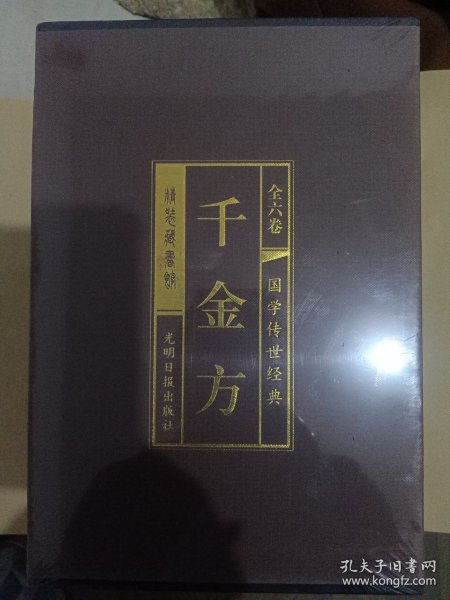 全六卷
国学传世经典
千金方
精装藏书馆
光明日报出版社
孔夫子旧书网
www.kongfz.com